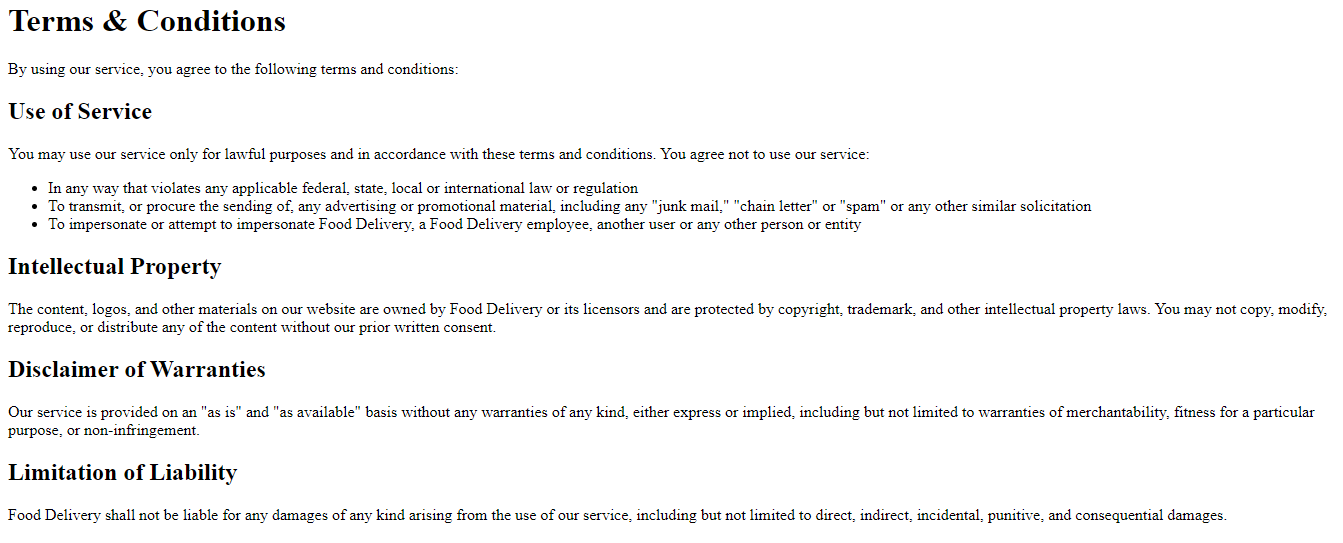 Terms & Conditions
By using our service, you agree to the following terms and conditions:
Use of Service
You may use our service only for lawful purposes and in accordance with these terms and conditions. You agree not to use our service:
• In any way that violates any applicable federal, state, local or international law or regulation
• To transmit, or procure the sending of, any advertising or promotional material, including any "junk mail," "chain letter" or "spam" or any other similar solicitation
• To impersonate or attempt to impersonate Food Delivery, a Food Delivery employee, another user or any other person or entity
Intellectual Property
The content, logos, and other materials on our website are owned by Food Delivery or its licensors and are protected by copyright, trademark, and other intellectual property laws. You may not copy, modify,
reproduce, or distribute any of the content without our prior written consent.
Disclaimer of Warranties
Our service is provided on an "as is" and "as available" basis without any warranties of any kind, either express or implied, including but not limited to warranties of merchantability, fitness for a particular
purpose, or non-infringement.
Limitation of Liability
Food Delivery shall not be liable for any damages of any kind arising from the use of our service, including but not limited to direct, indirect, incidental, punitive, and consequential damages.